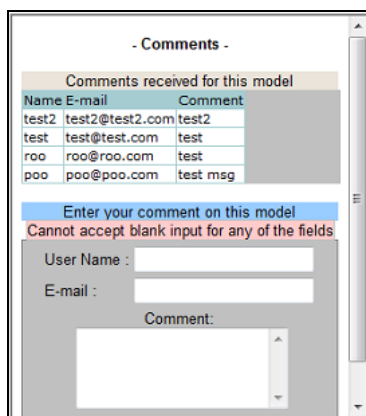 - Comments -
Comments received for this model
Name E-mail Comment
test2 test2@test2.com test2
test test@test.com test
roo roo@roo.com test
poo poo@poo.com test msg
Enter your comment on this model
Cannot accept blank input for any of the fields
User Name :
E-mail :
Comment: